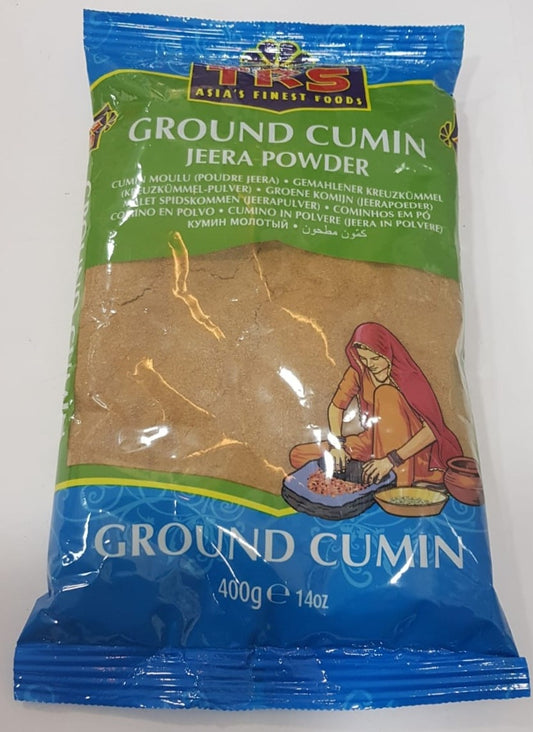 TRS
ASIA'S FINEST FOODS
GROUND CUMIN
JEERA POWDER
CUMIN MOULU (POUDRE JEERA) • GEMAHLENER KREUZKÜMMEL
(KREUZKÜMMEL-PULVER) • GROENE KOMIJN (JEERAPOEDER)
SPIDSKOMMEN (JEERAPULVER) • COMINHOS EM PÓ
COMINO EN POLVO • CUMINO IN POLVERE (JEERA IN POLVERE)
КУМИН МОЛОТЫЙ • كمّون مطحون
GROUND CUMIN
400g e 14oz